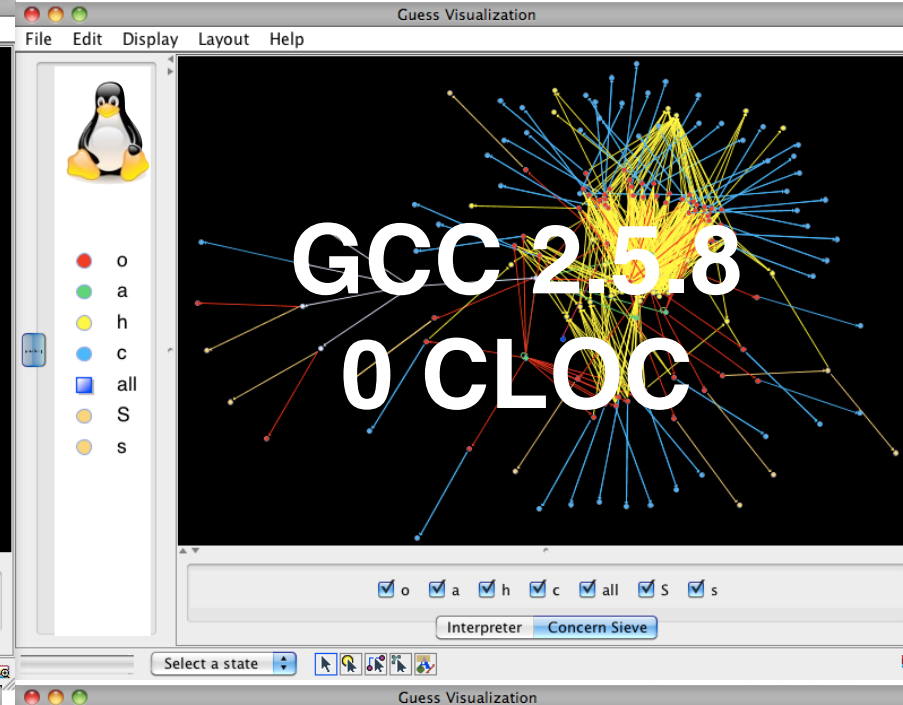 Guess Visualization
File Edit Display Layout Help
o
a
h
c
all
S
s
GCC 2.5.8
0 CLOC
o a h c all S s
Interpreter Concern Sieve
Select a state
Guess Visualization